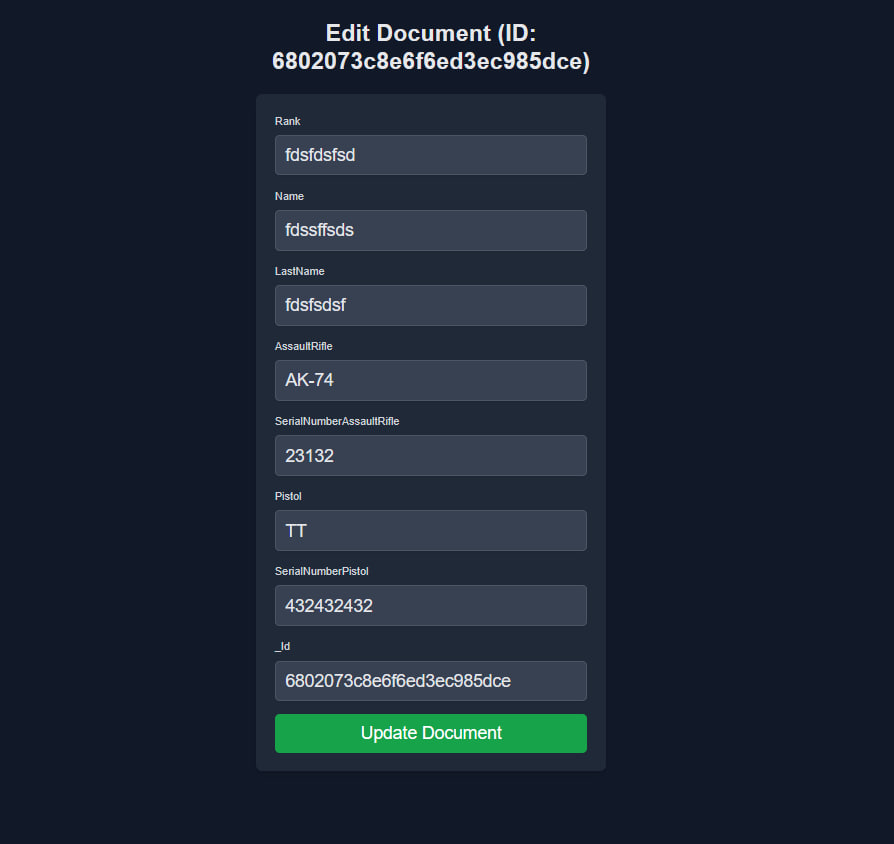 Edit Document (ID:
6802073c8e6f6ed3ec985dce)
Rank
fdsfdsfsd
Name
fdssffsds
LastName
fdsfsdsf
AssaultRifle
AK-74
SerialNumberAssaultRifle
23132
Pistol
TT
SerialNumberPistol
432432432
_Id
6802073c8e6f6ed3ec985dce
Update Document